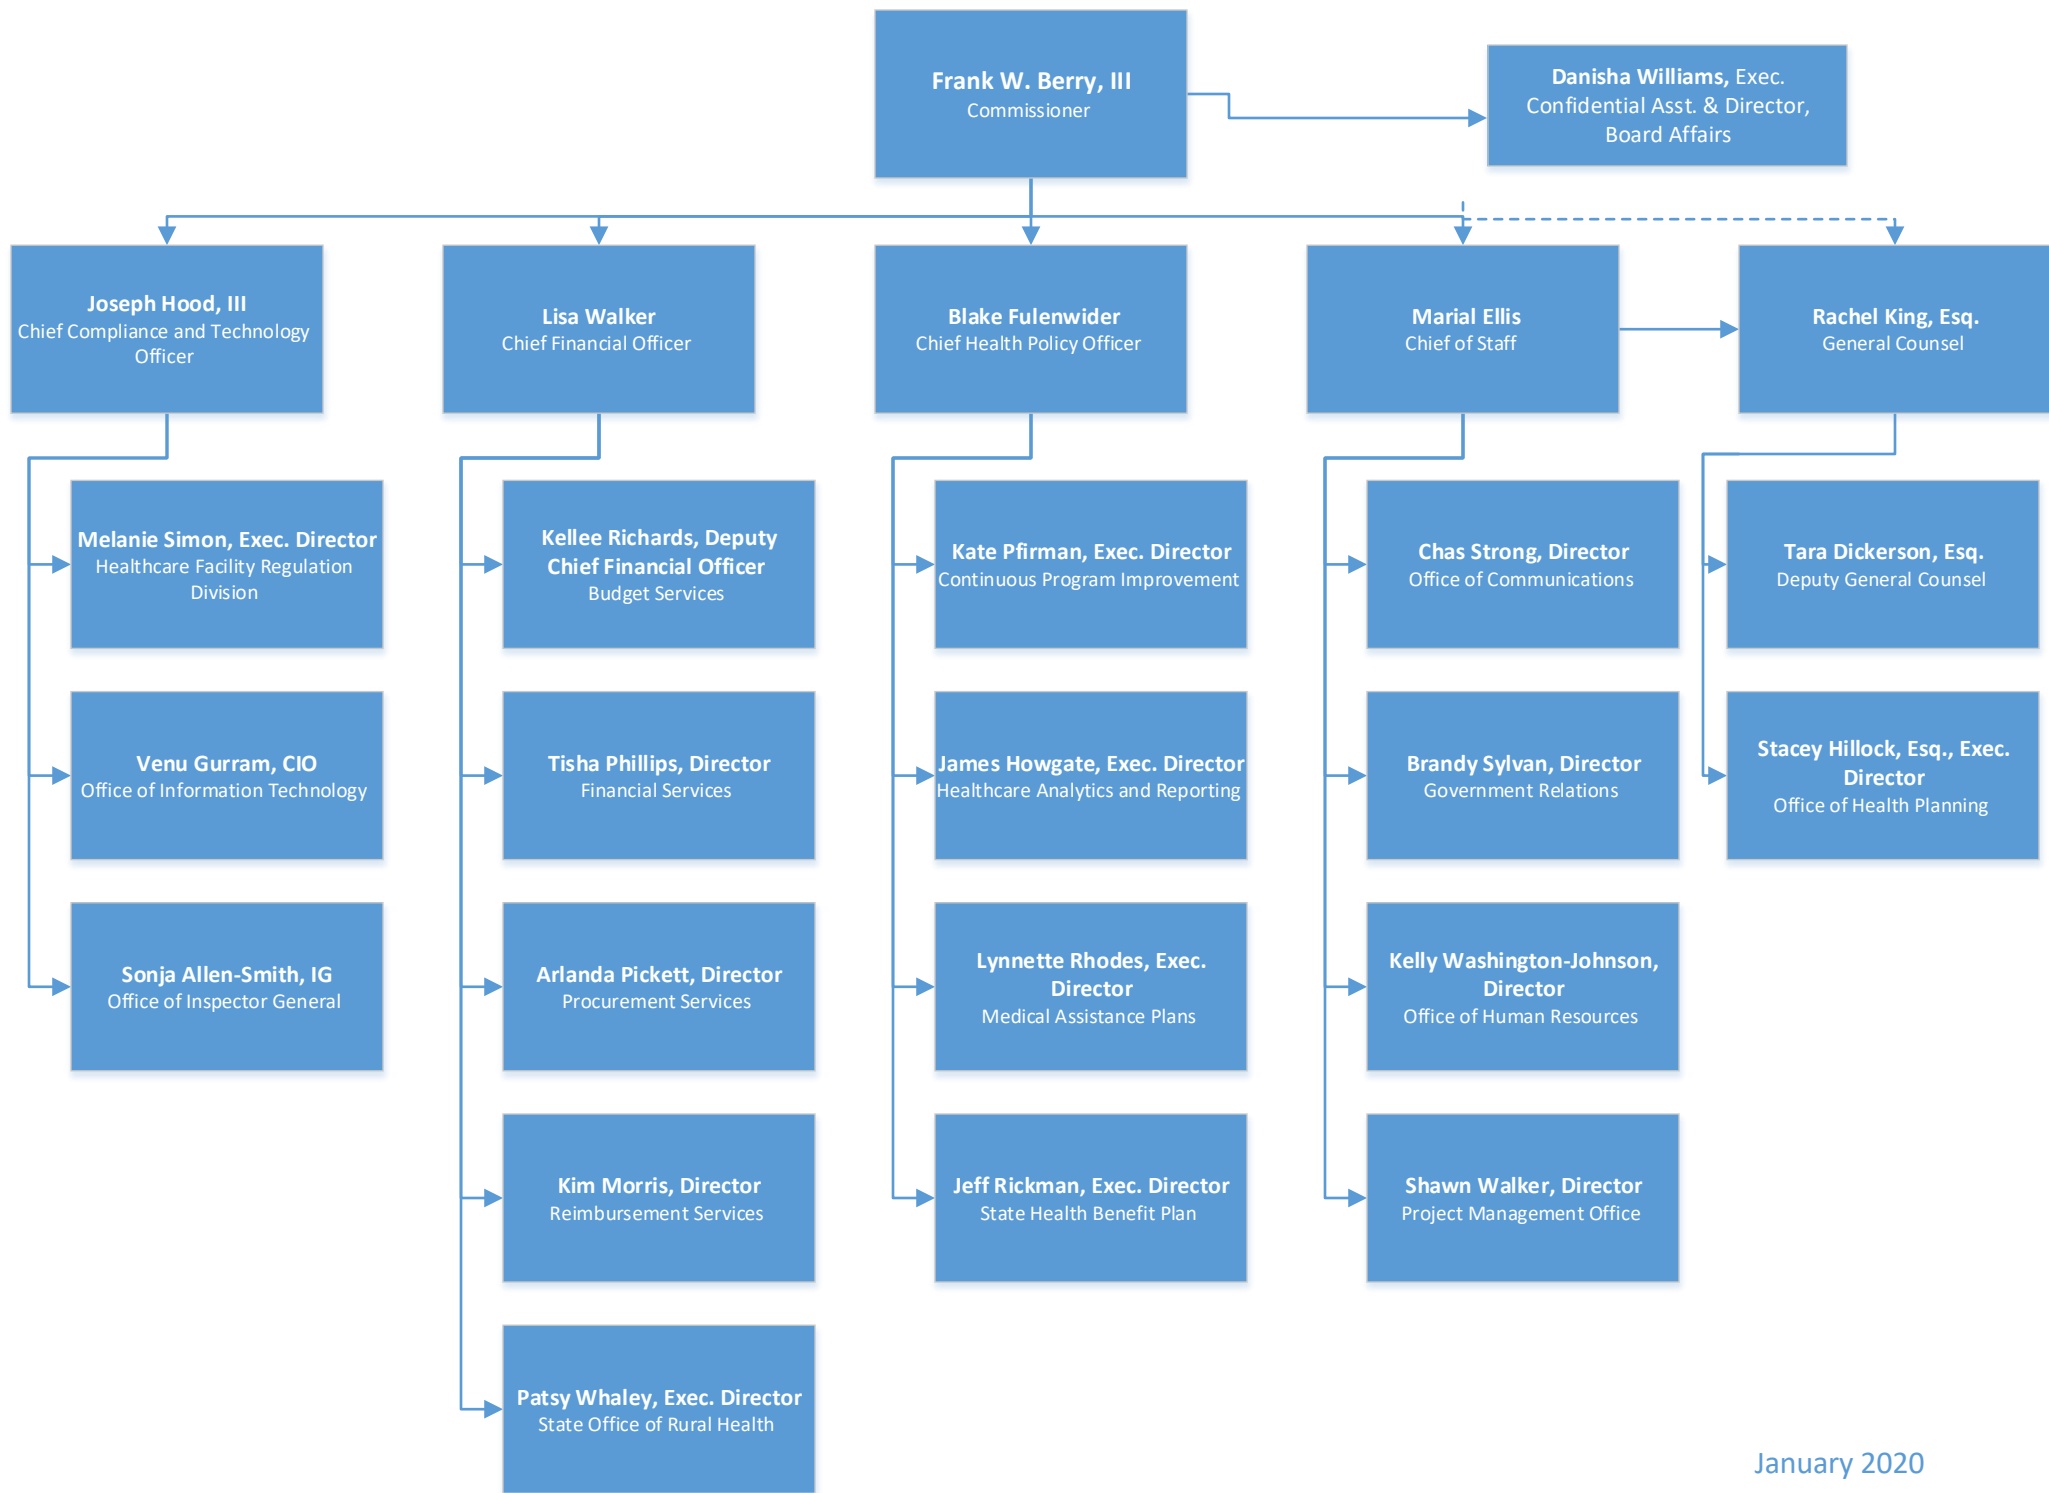 Frank W. Berry, III
Commissioner
Danisha Williams, Exec.
Confidential Asst. & Director,
Board Affairs
Joseph Hood, III
Chief Compliance and Technology
Officer
Lisa Walker
Chief Financial Officer
Blake Fulenwider
Chief Health Policy Officer
Marial Ellis
Chief of Staff
Rachel King, Esq.
General Counsel
Melanie Simon, Exec. Director
Healthcare Facility Regulation
Division
Venu Gurram, CIO
Office of Information Technology
Sonja Allen-Smith, IG
Office of Inspector General
Kellee Richards, Deputy
Chief Financial Officer
Budget Services
Tisha Phillips, Director
Financial Services
Arlanda Pickett, Director
Procurement Services
Kim Morris, Director
Reimbursement Services
Patsy Whaley, Exec. Director
State Office of Rural Health
Kate Pfirman, Exec. Director
Continuous Program Improvement
James Howgate, Exec. Director
Healthcare Analytics and Reporting
Lynnette Rhodes, Exec.
Director
Medical Assistance Plans
Jeff Rickman, Exec. Director
State Health Benefit Plan
Chas Strong, Director
Office of Communications
Brandy Sylvan, Director
Government Relations
Kelly Washington-Johnson,
Director
Office of Human Resources
Shawn Walker, Director
Project Management Office
Tara Dickerson, Esq.
Deputy General Counsel
Stacey Hillock, Esq., Exec.
Director
Office of Health Planning
January 2020